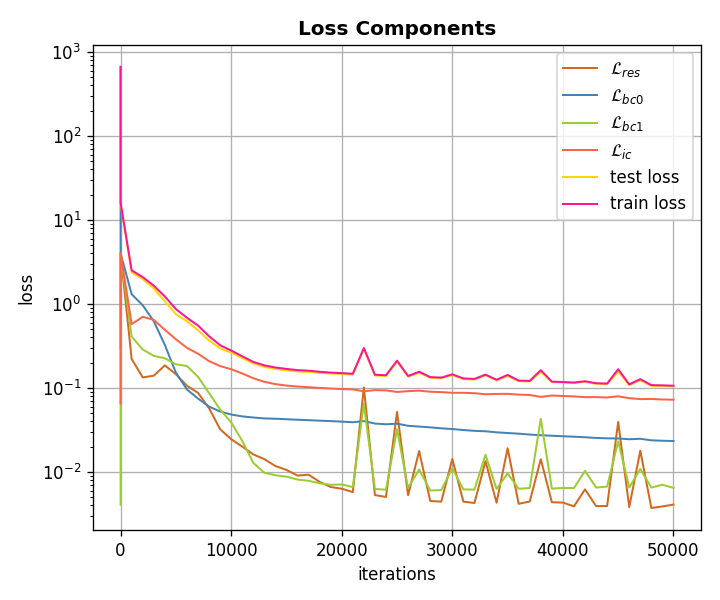 Loss Components
10³
10²
10¹
10⁰
10⁻¹
10⁻²
loss
ℒ_res
ℒ_bc0
ℒ_bc1
ℒ_ic
test loss
train loss
0 10000 20000 30000 40000 50000
iterations